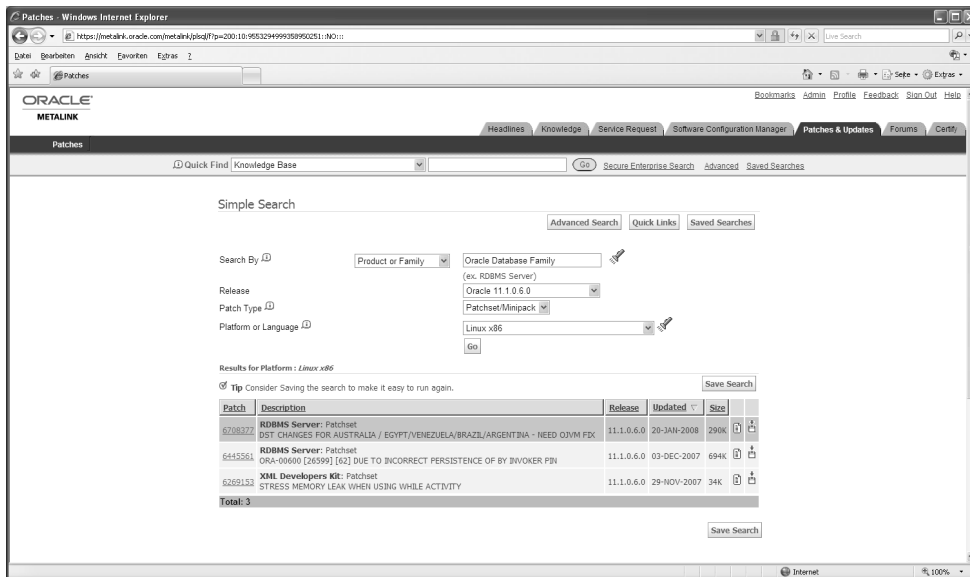 Patches - Windows Internet Explorer
https://metalink.oracle.com/metalink/plsql/f?p=200:10:9553294999358950251::NO:::
Live Search
Datei Bearbeiten Ansicht Favoriten Extras ?
Patches
Seite Extras
ORACLE
METALINK
Bookmarks Admin Profile Feedback Sign Out Help
Headlines Knowledge Service Request Software Configuration Manager Patches & Updates Forums Certify
Patches
Quick Find Knowledge Base Go Secure Enterprise Search Advanced Saved Searches
Simple Search
Advanced Search Quick Links Saved Searches
Search By Product or Family Oracle Database Family
(ex. RDBMS Server)
Release Oracle 11.1.0.6.0
Patch Type Patchset/Minipack
Platform or Language Linux x86
Go
Results for Platform : Linux x86
Tip Consider Saving the search to make it easy to run again. Save Search
Patch Description Release Updated Size
6708377 RDBMS Server: Patchset
DST CHANGES FOR AUSTRALIA / EGYPT/VENEZUELA/BRAZIL/ARGENTINA - NEED OJVM FIX 11.1.0.6.0 20-JAN-2008 290K
6445561 RDBMS Server: Patchset
ORA-00600 [26599] [62] DUE TO INCORRECT PERSISTENCE OF BY INVOKER PIN 11.1.0.6.0 03-DEC-2007 694K
6269153 XML Developers Kit: Patchset
STRESS MEMORY LEAK WHEN USING WHILE ACTIVITY 11.1.0.6.0 29-NOV-2007 34K
Total: 3
Save Search
Internet 100%